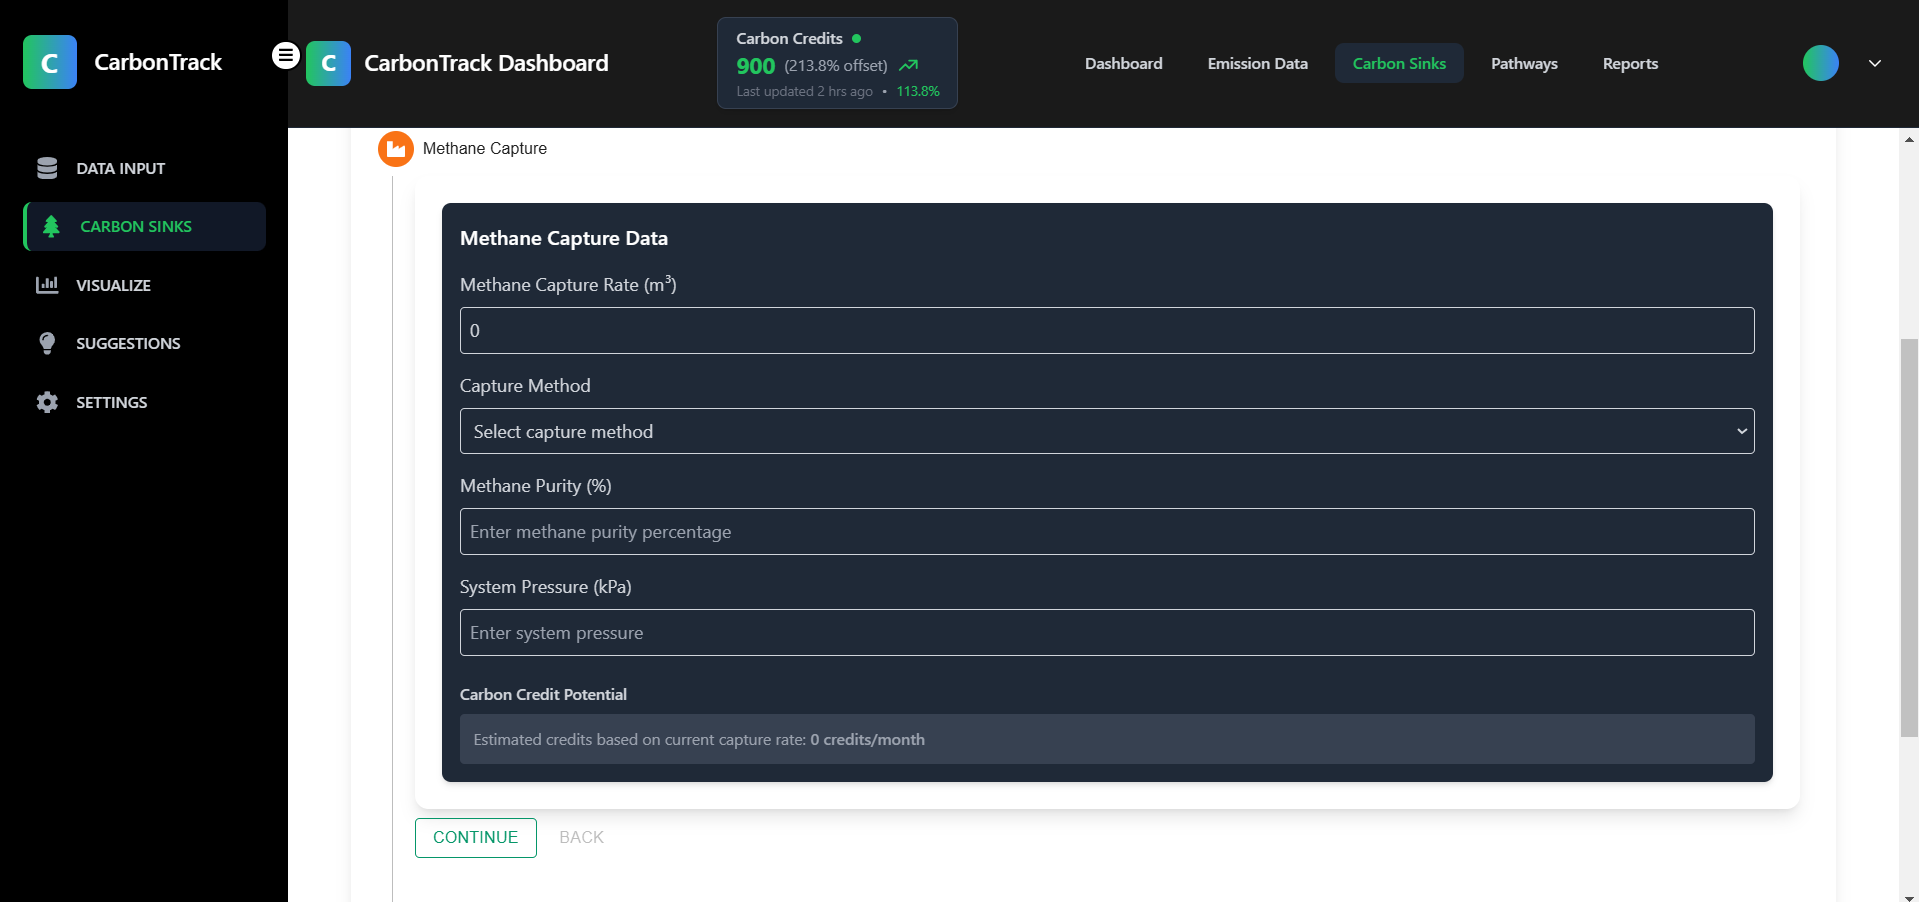 C CarbonTrack
DATA INPUT
CARBON SINKS
VISUALIZE
SUGGESTIONS
SETTINGS
C CarbonTrack Dashboard
Carbon Credits
900 (213.8% offset)
Last updated 2 hrs ago • 113.8%
Dashboard Emission Data Carbon Sinks Pathways Reports
Methane Capture
Methane Capture Data
Methane Capture Rate (m³)
0
Capture Method
Select capture method
Methane Purity (%)
Enter methane purity percentage
System Pressure (kPa)
Enter system pressure
Carbon Credit Potential
Estimated credits based on current capture rate: 0 credits/month
CONTINUE BACK